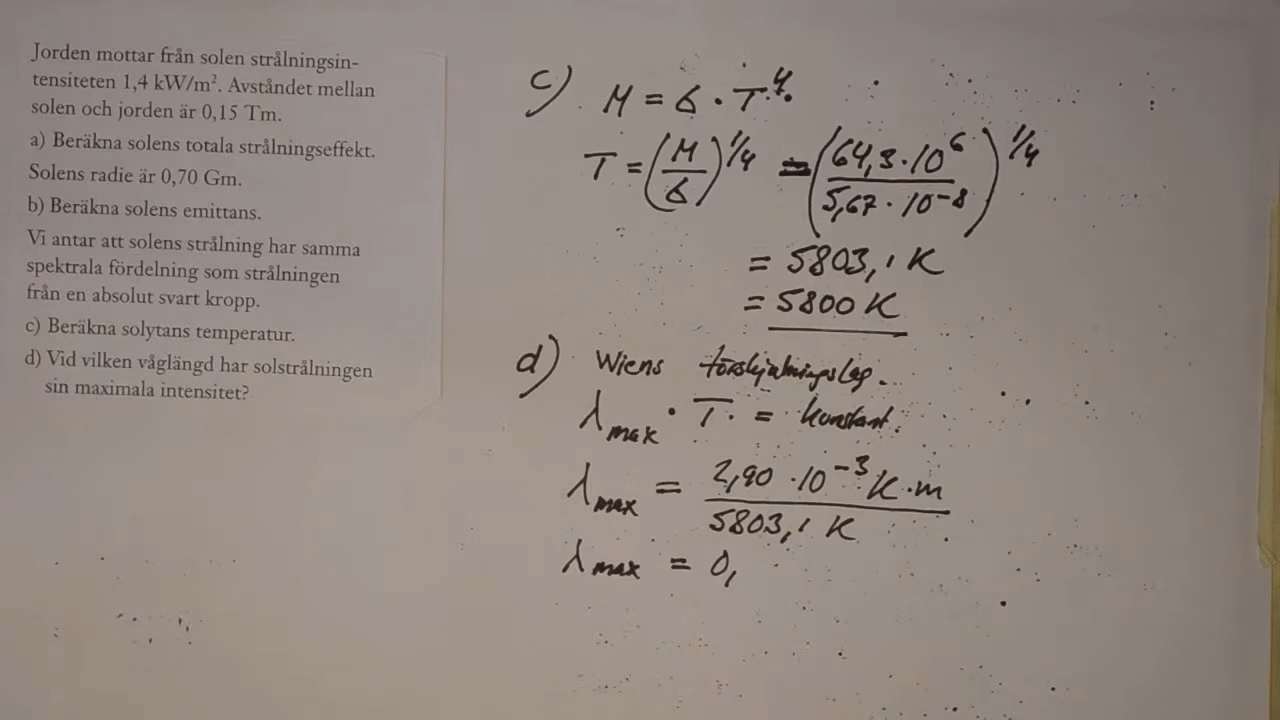 Jorden mottar från solen strålningsin-
tensiteten 1,4 kW/m². Avståndet mellan
solen och jorden är 0,15 Tm.
a) Beräkna solens totala strålningseffekt.
Solens radie är 0,70 Gm.
b) Beräkna solens emittans.
Vi antar att solens strålning har samma
spektrala fördelning som strålningen
från en absolut svart kropp.
c) Beräkna solytans temperatur.
d) Vid vilken våglängd har solstrålningen
sin maximala intensitet?
c) M = σ · T⁴
T = (M/σ)^1/4 = (64,3 · 10⁶ / 5,67 · 10⁻⁸)^1/4
= 5803,1 K
= 5800 K
d) Wiens förskjutningslag.
λmax · T = konstant.
λmax = 2,90 · 10⁻³ K·m / 5803,1 K
λmax = 0,